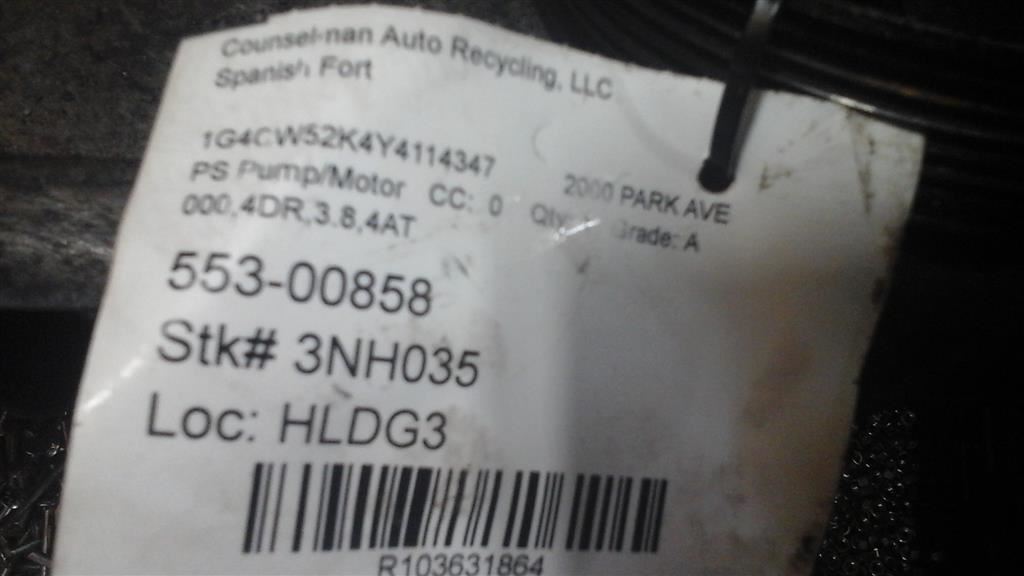 Counsel-nan Auto Recycling, LLC
Spanish Fort
1G4CW52K4Y4114347 2000 PARK AVE
PS Pump/Motor CC: 0 Qty: Grade: A
000,4DR,3.8,4AT
553-00858
Stk# 3NH035
Loc: HLDG3
R103631864